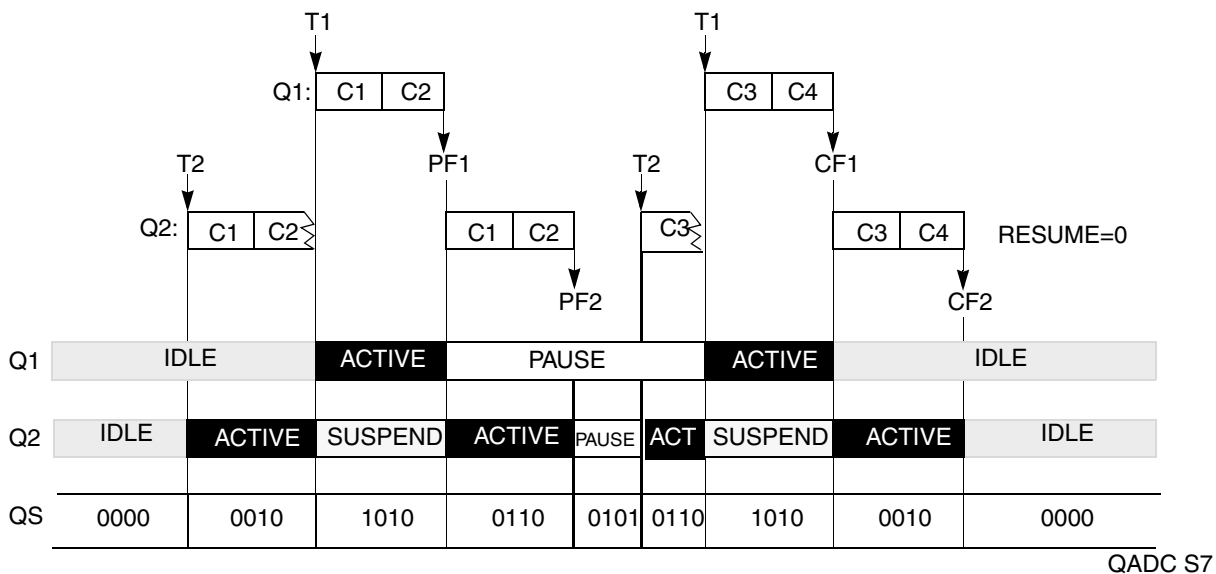 T1 T1
Q1: C1 C2 C3 C4
T2 PF1 T2 CF1
Q2: C1 C2 C1 C2 C3 C3 C4 RESUME=0
PF2 CF2
Q1 IDLE ACTIVE PAUSE ACTIVE IDLE
Q2 IDLE ACTIVE SUSPEND ACTIVE PAUSE ACT SUSPEND ACTIVE IDLE
QS 0000 0010 1010 0110 0101 0110 1010 0010 0000
QADC S7